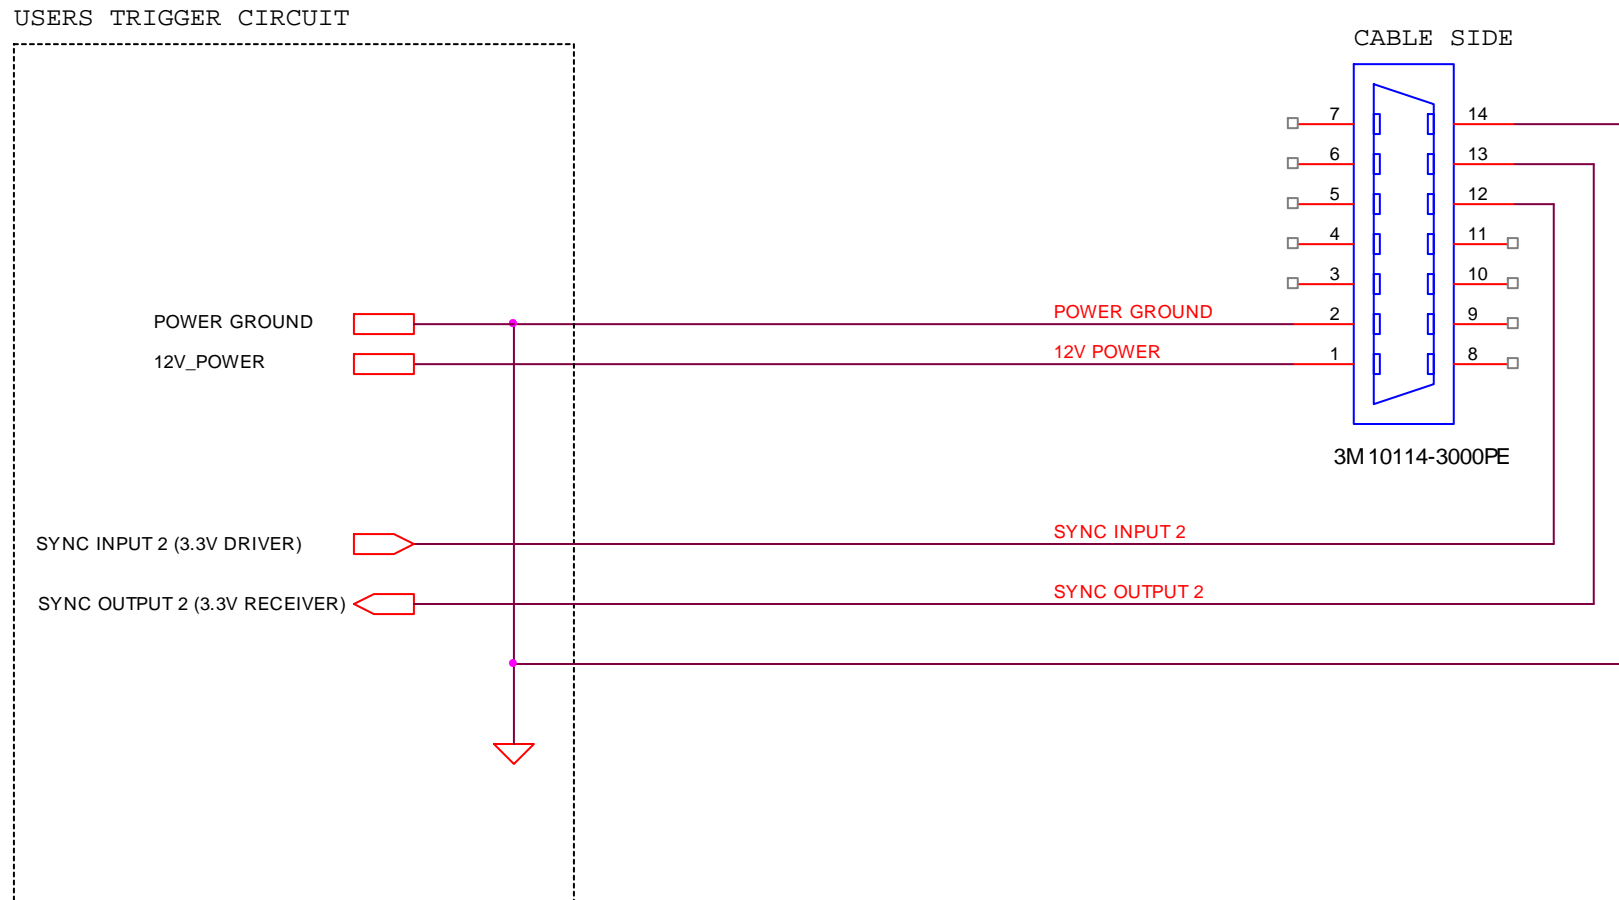 USERS TRIGGER CIRCUIT
CABLE SIDE
7 14
6 13
5 12
4 11
3 10
POWER GROUND POWER GROUND 2 9
12V_POWER 12V POWER 1 8
3M 10114-3000PE
SYNC INPUT 2 (3.3V DRIVER) SYNC INPUT 2
SYNC OUTPUT 2 (3.3V RECEIVER) SYNC OUTPUT 2